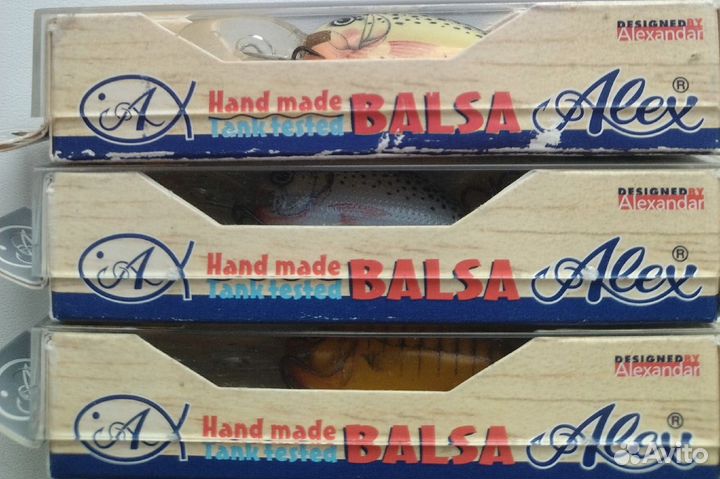 DESIGNED BY
Alexandar
A
Hand made
Tank tested
BALSA
Alex®
DESIGNED BY
Alexandar
A
Hand made
Tank tested
BALSA
Alex®
DESIGNED BY
Alexandar
A
Hand made
Tank tested
BALSA
Alex®
Avito